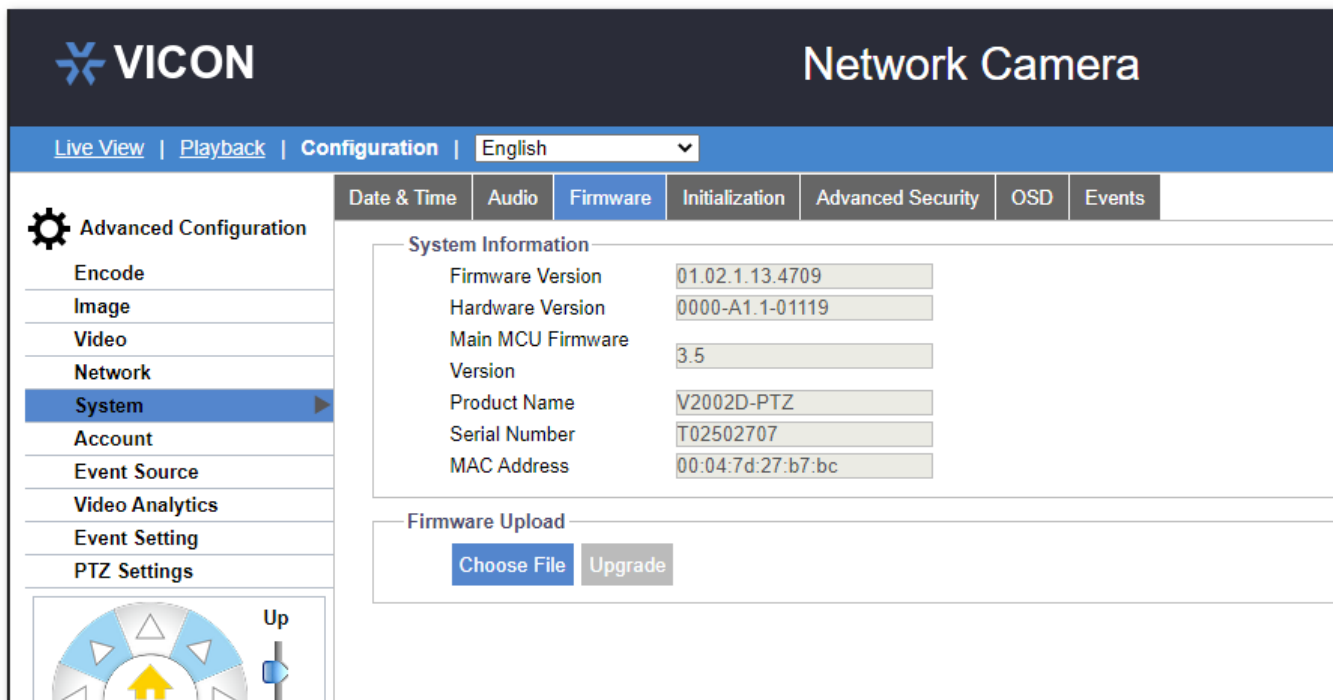 VICON
Network Camera
Live View | Playback | Configuration | English
Date & Time Audio Firmware Initialization Advanced Security OSD Events
Advanced Configuration
Encode
Image
Video
Network
System
Account
Event Source
Video Analytics
Event Setting
PTZ Settings
Up
System Information
Firmware Version 01.02.1.13.4709
Hardware Version 0000-A1.1-01119
Main MCU Firmware
Version 3.5
Product Name V2002D-PTZ
Serial Number T02502707
MAC Address 00:04:7d:27:b7:bc
Firmware Upload
Choose File Upgrade